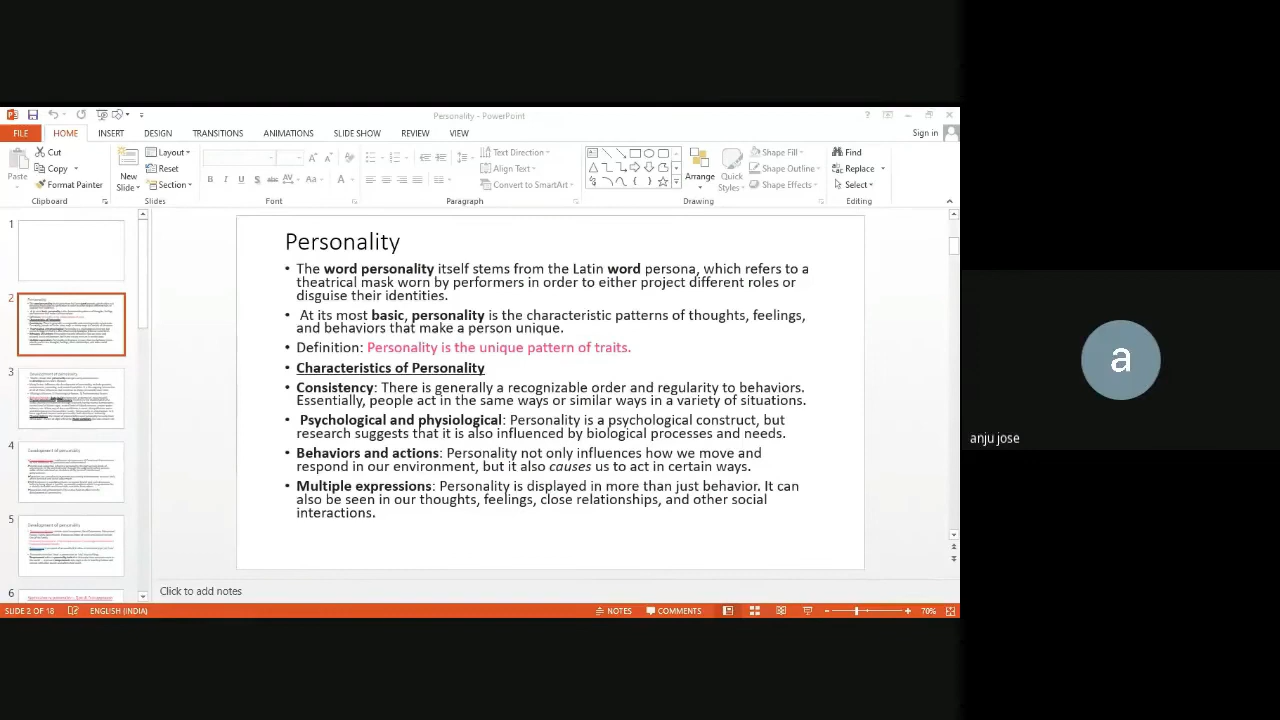 Personality - PowerPoint
FILE HOME INSERT DESIGN TRANSITIONS ANIMATIONS SLIDE SHOW REVIEW VIEW Sign in
Cut Layout Text Direction Shape Fill Find
Copy Reset Align Text Shape Outline Replace
Paste Format Painter New Slide Section Convert to SmartArt Arrange Quick Styles Shape Effects Select
Clipboard Slides Font Paragraph Drawing Editing
1
2
3
4
5
6
Personality
• The word personality itself stems from the Latin word persona, which refers to a
theatrical mask worn by performers in order to either project different roles or
disguise their identities.
• At its most basic, personality is the characteristic patterns of thoughts, feelings,
and behaviors that make a person unique.
• Definition: Personality is the unique pattern of traits.
• Characteristics of Personality
• Consistency: There is generally a recognizable order and regularity to behaviors.
Essentially, people act in the same ways or similar ways in a variety of situations.
• Psychological and physiological: Personality is a psychological construct, but
research suggests that it is also influenced by biological processes and needs.
• Behaviors and actions: Personality not only influences how we move and
respond in our environment, but it also causes us to act in certain ways.
• Multiple expressions: Personality is displayed in more than just behavior. It can
also be seen in our thoughts, feelings, close relationships, and other social
interactions.
Click to add notes
SLIDE 2 OF 18 ENGLISH (INDIA) NOTES COMMENTS 70%
a
anju jose